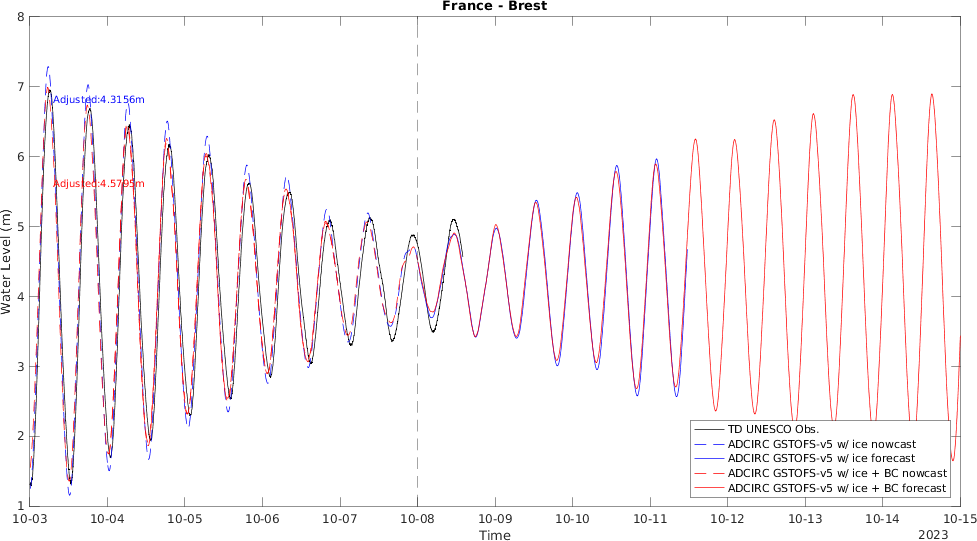 France - Brest
8
7
6
5
4
3
2
1
Water Level (m)
Adjusted:4.3156m
Adjusted:4.5795m
TD UNESCO Obs.
ADCIRC GSTOFS-v5 w/ ice nowcast
ADCIRC GSTOFS-v5 w/ ice forecast
ADCIRC GSTOFS-v5 w/ ice + BC nowcast
ADCIRC GSTOFS-v5 w/ ice + BC forecast
10-03 10-04 10-05 10-06 10-07 10-08 10-09 10-10 10-11 10-12 10-13 10-14 10-15
Time
2023